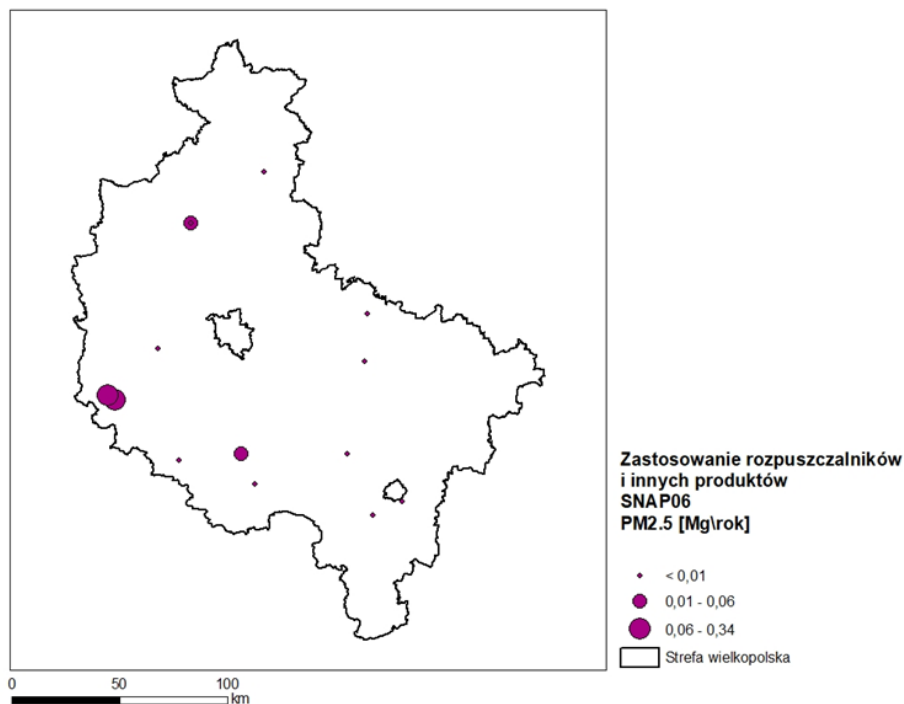 Zastosowanie rozpuszczalników
i innych produktów
SNAP06
PM2.5 [Mg\rok]
< 0,01
0,01 - 0,06
0,06 - 0,34
Strefa wielkopolska
0 50 100
km